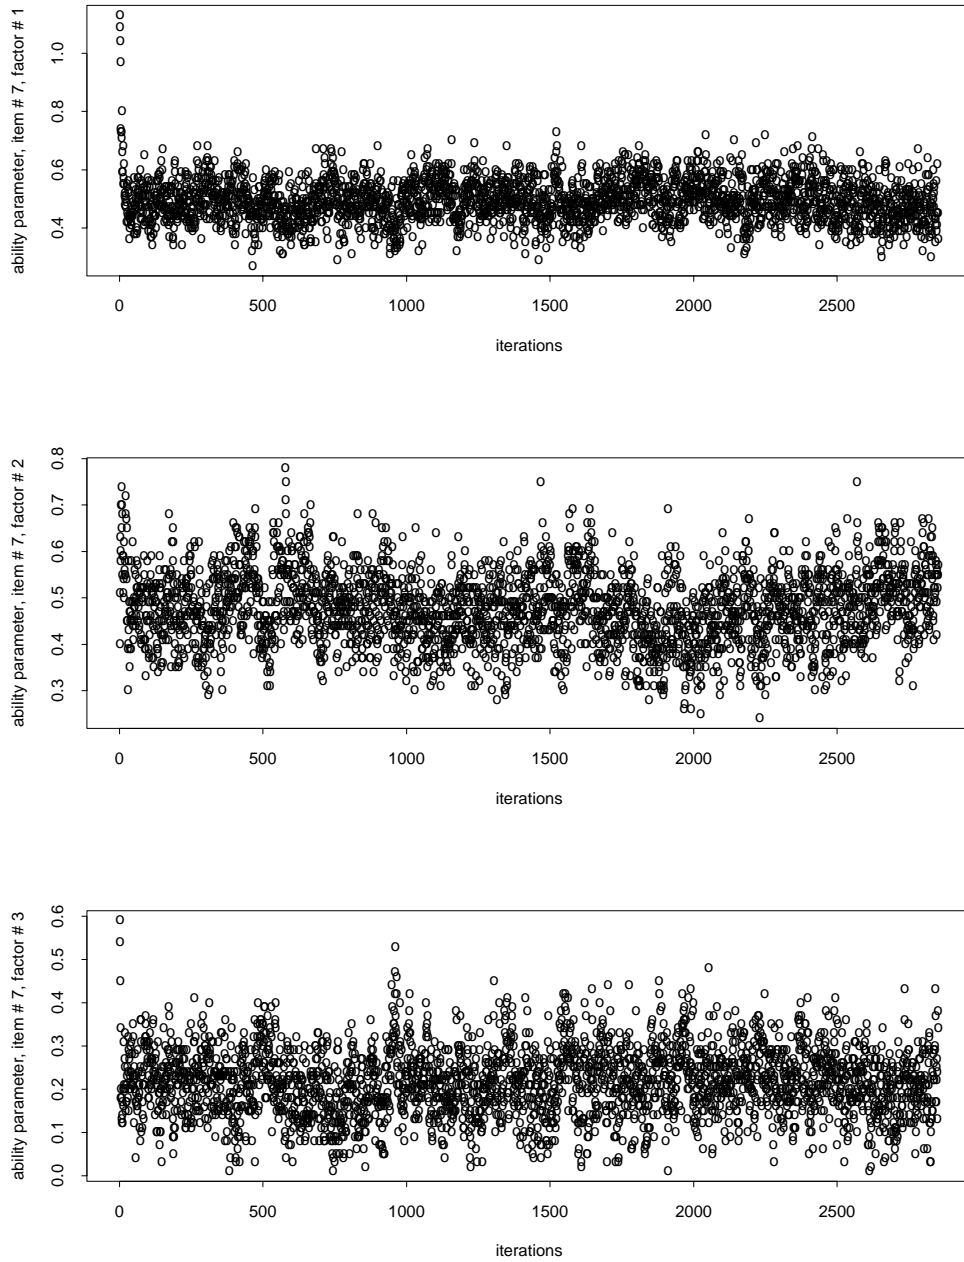 ability parameter, item # 7, factor # 1
1.0
0.8
0.6
0.4
0 500 1000 1500 2000 2500
iterations
ability parameter, item # 7, factor # 2
0.8
0.7
0.6
0.5
0.4
0.3
0 500 1000 1500 2000 2500
iterations
ability parameter, item # 7, factor # 3
0.6
0.5
0.4
0.3
0.2
0.1
0.0
0 500 1000 1500 2000 2500
iterations